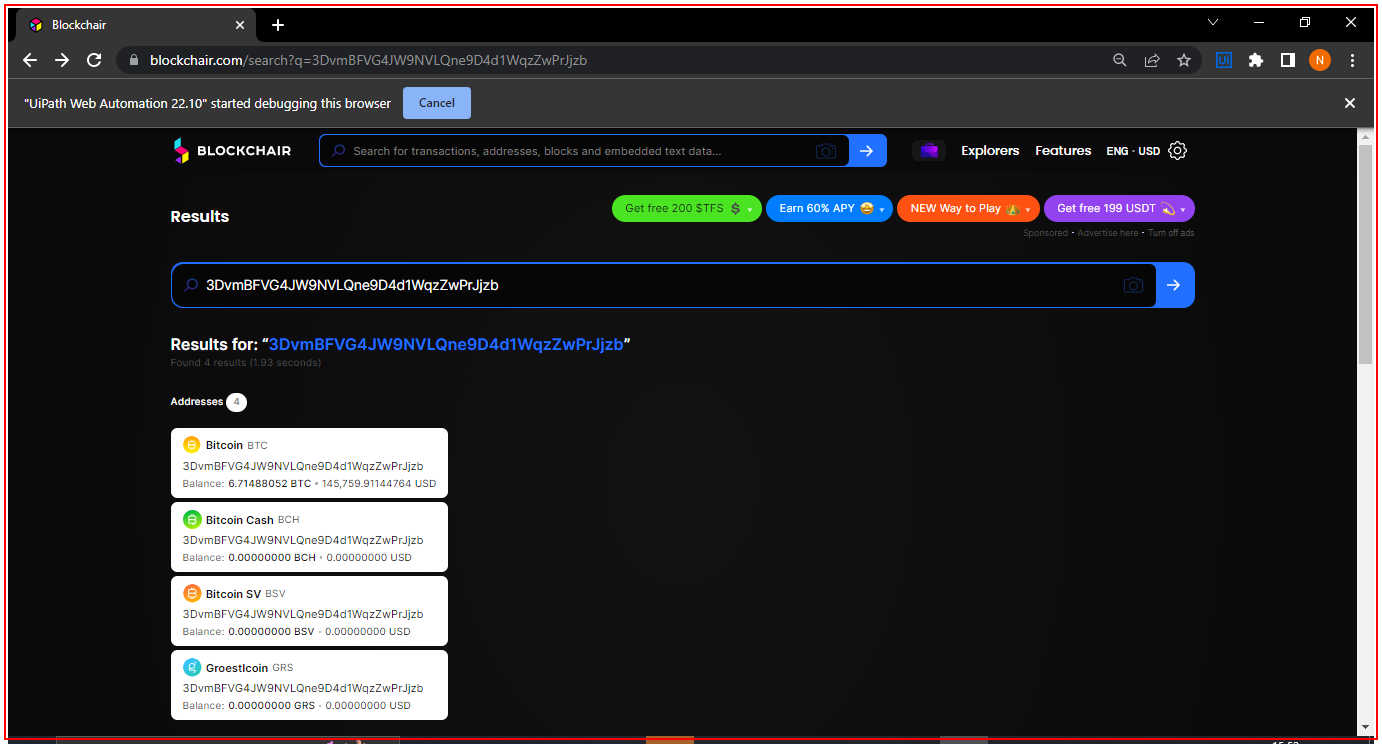 Blockchair
blockchair.com/search?q=3DvmBFVG4JW9NVLQne9D4d1WqzZwPrJjzb
Ui
N
"UiPath Web Automation 22.10" started debugging this browser Cancel
BLOCKCHAIR
Search for transactions, addresses, blocks and embedded text data...
Explorers Features ENG · USD
Results
Get free 200 $TFS 💲 Earn 60% APY 🤩 NEW Way to Play Get free 199 USDT 💫
Sponsored · Advertise here · Turn off ads
3DvmBFVG4JW9NVLQne9D4d1WqzZwPrJjzb
Results for: “3DvmBFVG4JW9NVLQne9D4d1WqzZwPrJjzb”
Found 4 results (1.93 seconds)
Addresses 4
Bitcoin BTC
3DvmBFVG4JW9NVLQne9D4d1WqzZwPrJjzb
Balance: 6.71488052 BTC • 145,759.91144764 USD
Bitcoin Cash BCH
3DvmBFVG4JW9NVLQne9D4d1WqzZwPrJjzb
Balance: 0.00000000 BCH • 0.00000000 USD
Bitcoin SV BSV
3DvmBFVG4JW9NVLQne9D4d1WqzZwPrJjzb
Balance: 0.00000000 BSV • 0.00000000 USD
Groestlcoin GRS
3DvmBFVG4JW9NVLQne9D4d1WqzZwPrJjzb
Balance: 0.00000000 GRS • 0.00000000 USD